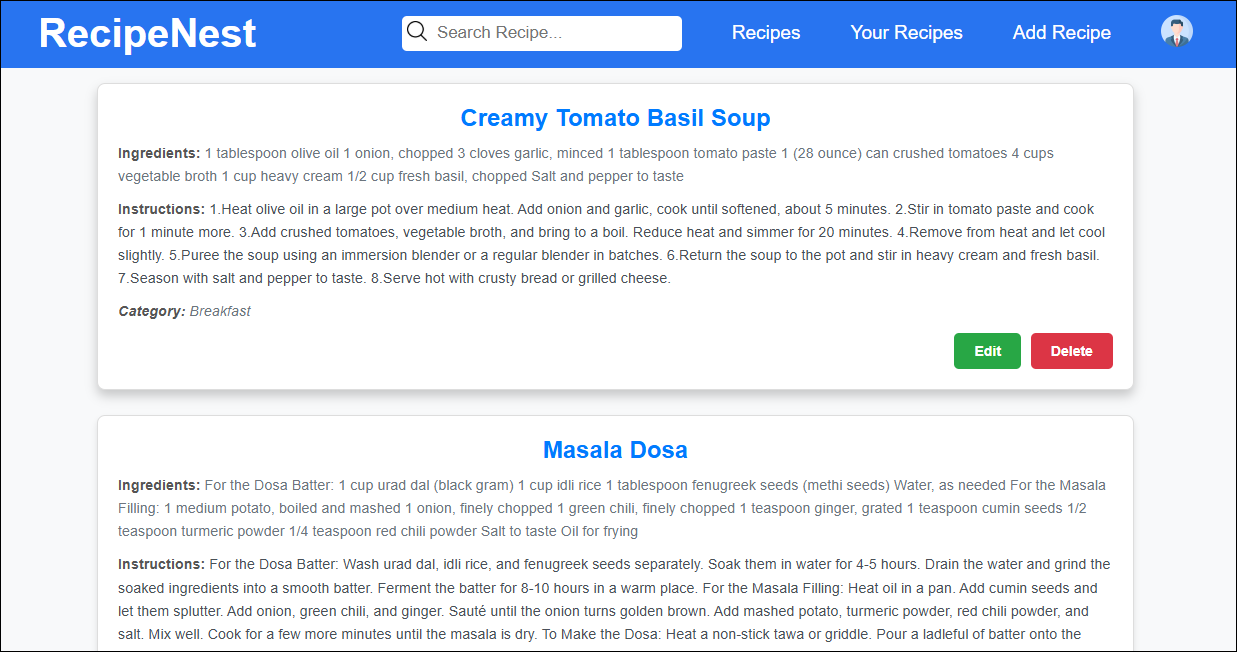 RecipeNest
Search Recipe...
Recipes
Your Recipes
Add Recipe
Creamy Tomato Basil Soup
Ingredients: 1 tablespoon olive oil 1 onion, chopped 3 cloves garlic, minced 1 tablespoon tomato paste 1 (28 ounce) can crushed tomatoes 4 cups
vegetable broth 1 cup heavy cream 1/2 cup fresh basil, chopped Salt and pepper to taste
Instructions: 1.Heat olive oil in a large pot over medium heat. Add onion and garlic, cook until softened, about 5 minutes. 2.Stir in tomato paste and cook
for 1 minute more. 3.Add crushed tomatoes, vegetable broth, and bring to a boil. Reduce heat and simmer for 20 minutes. 4.Remove from heat and let cool
slightly. 5.Puree the soup using an immersion blender or a regular blender in batches. 6.Return the soup to the pot and stir in heavy cream and fresh basil.
7.Season with salt and pepper to taste. 8.Serve hot with crusty bread or grilled cheese.
Category: Breakfast
Edit
Delete
Masala Dosa
Ingredients: For the Dosa Batter: 1 cup urad dal (black gram) 1 cup idli rice 1 tablespoon fenugreek seeds (methi seeds) Water, as needed For the Masala
Filling: 1 medium potato, boiled and mashed 1 onion, finely chopped 1 green chili, finely chopped 1 teaspoon ginger, grated 1 teaspoon cumin seeds 1/2
teaspoon turmeric powder 1/4 teaspoon red chili powder Salt to taste Oil for frying
Instructions: For the Dosa Batter: Wash urad dal, idli rice, and fenugreek seeds separately. Soak them in water for 4-5 hours. Drain the water and grind the
soaked ingredients into a smooth batter. Ferment the batter for 8-10 hours in a warm place. For the Masala Filling: Heat oil in a pan. Add cumin seeds and
let them splutter. Add onion, green chili, and ginger. Sauté until the onion turns golden brown. Add mashed potato, turmeric powder, red chili powder, and
salt. Mix well. Cook for a few more minutes until the masala is dry. To Make the Dosa: Heat a non-stick tawa or griddle. Pour a ladleful of batter onto the